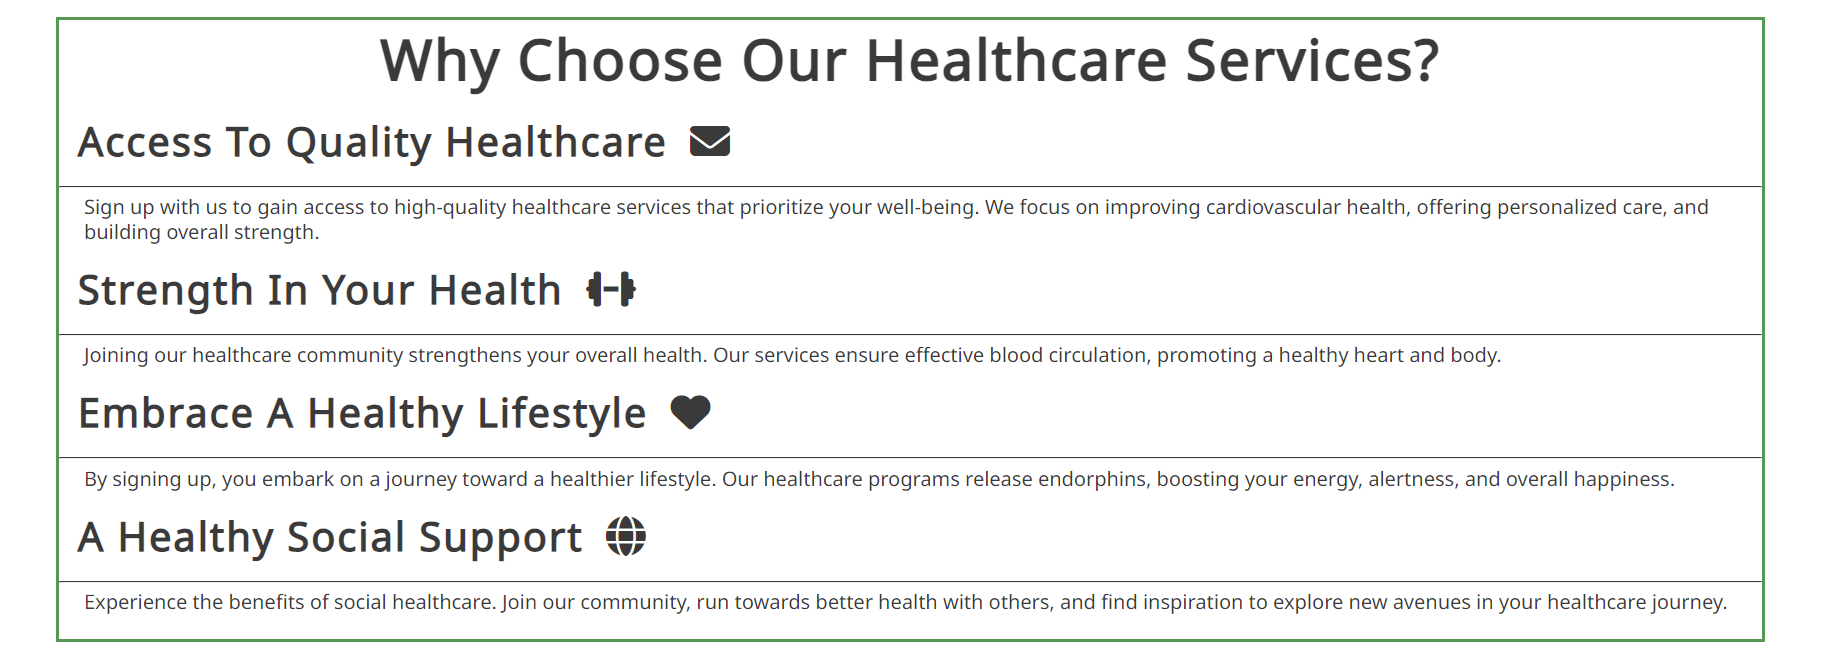 Why Choose Our Healthcare Services?
Access To Quality Healthcare
Sign up with us to gain access to high-quality healthcare services that prioritize your well-being. We focus on improving cardiovascular health, offering personalized care, and
building overall strength.
Strength In Your Health
Joining our healthcare community strengthens your overall health. Our services ensure effective blood circulation, promoting a healthy heart and body.
Embrace A Healthy Lifestyle
By signing up, you embark on a journey toward a healthier lifestyle. Our healthcare programs release endorphins, boosting your energy, alertness, and overall happiness.
A Healthy Social Support
Experience the benefits of social healthcare. Join our community, run towards better health with others, and find inspiration to explore new avenues in your healthcare journey.